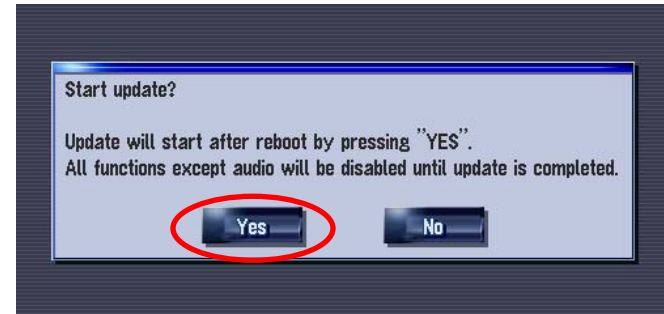 Start update?
Update will start after reboot by pressing ”YES”.
All functions except audio will be disabled until update is completed.
Yes No